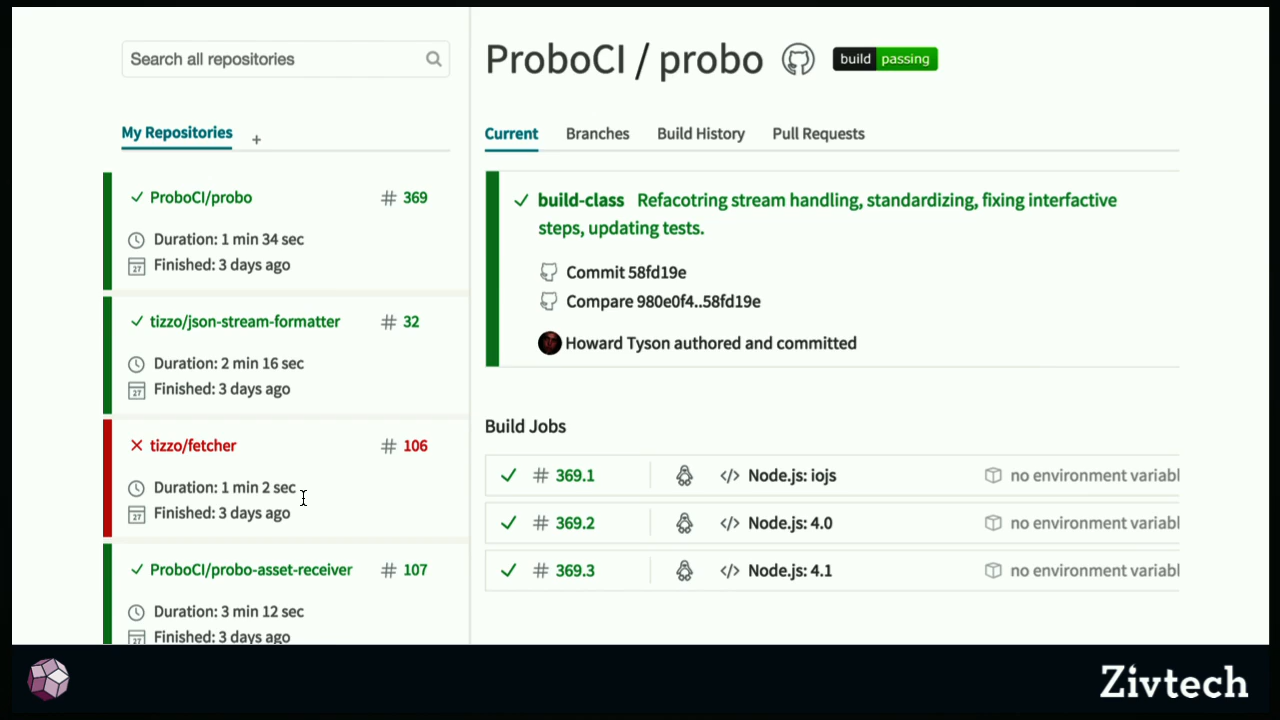 Search all repositories
My Repositories +
ProboCI/probo # 369
Duration: 1 min 34 sec
27 Finished: 3 days ago
tizzo/json-stream-formatter # 32
Duration: 2 min 16 sec
27 Finished: 3 days ago
tizzo/fetcher # 106
Duration: 1 min 2 sec
27 Finished: 3 days ago
ProboCI/probo-asset-receiver # 107
Duration: 3 min 12 sec
27 Finished: 3 days ago
ProboCI / probo build passing
Current Branches Build History Pull Requests
build-class Refacotring stream handling, standardizing, fixing interfactive
steps, updating tests.
Commit 58fd19e
Compare 980e0f4..58fd19e
Howard Tyson authored and committed
Build Jobs
# 369.1 </> Node.js: iojs no environment variabl
# 369.2 </> Node.js: 4.0 no environment variabl
# 369.3 </> Node.js: 4.1 no environment variabl
Zivtech